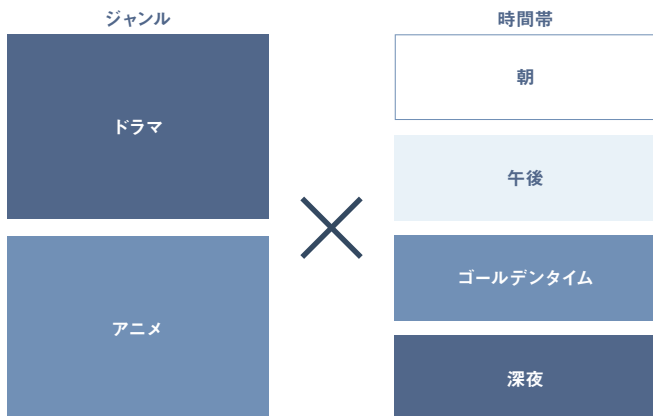 ジャンル
ドラマ
アニメ
時間帯
朝
午後
ゴールデンタイム
深夜